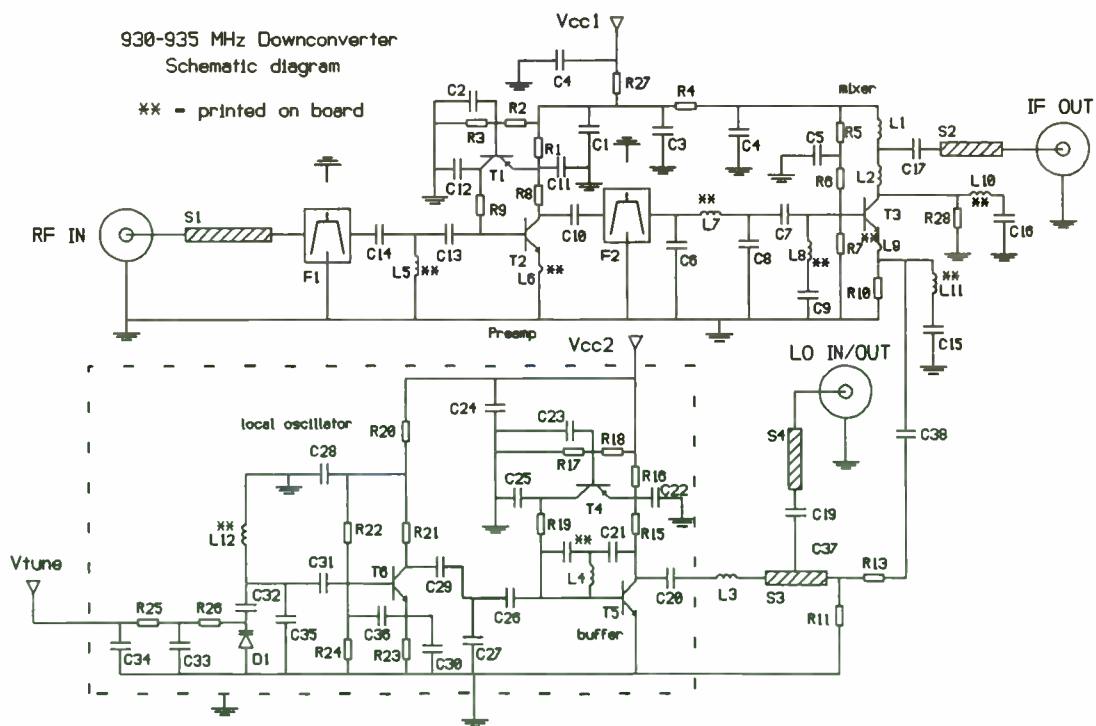 Vcc1
930-935 MHz Downconverter
Schematic diagram
** - printed on board
C4
R27
C2
R2
R3
R4
mixer
IF OUT
C1
C3
C4
C5
R5
L1
S2
C17
R1
C12
T1
C11
R6
L2
R8
R9
**
L10
**
S1
RF IN
C10
L7
C7
T3
R28
C16
F1
C14
C13
T2
**
F2
C6
C8
R7
**
L9
L5
**
L6
L8
**
**
L11
C9
R10
Preamp
C15
Vcc2
LO IN/OUT
C24
C23
local oscillator
R20
R18
S4
C38
C28
R17
R16
C25
C22
T4
**
L12
R22
R21
R19
**
C21
R15
C19
Vtune
C31
T6
C29
L4
C37
R13
C20
L3
S3
R25
R26
C32
C26
T5
R11
C35
C36
buffer
C34
C33
D1
R24
R23
C30
C27